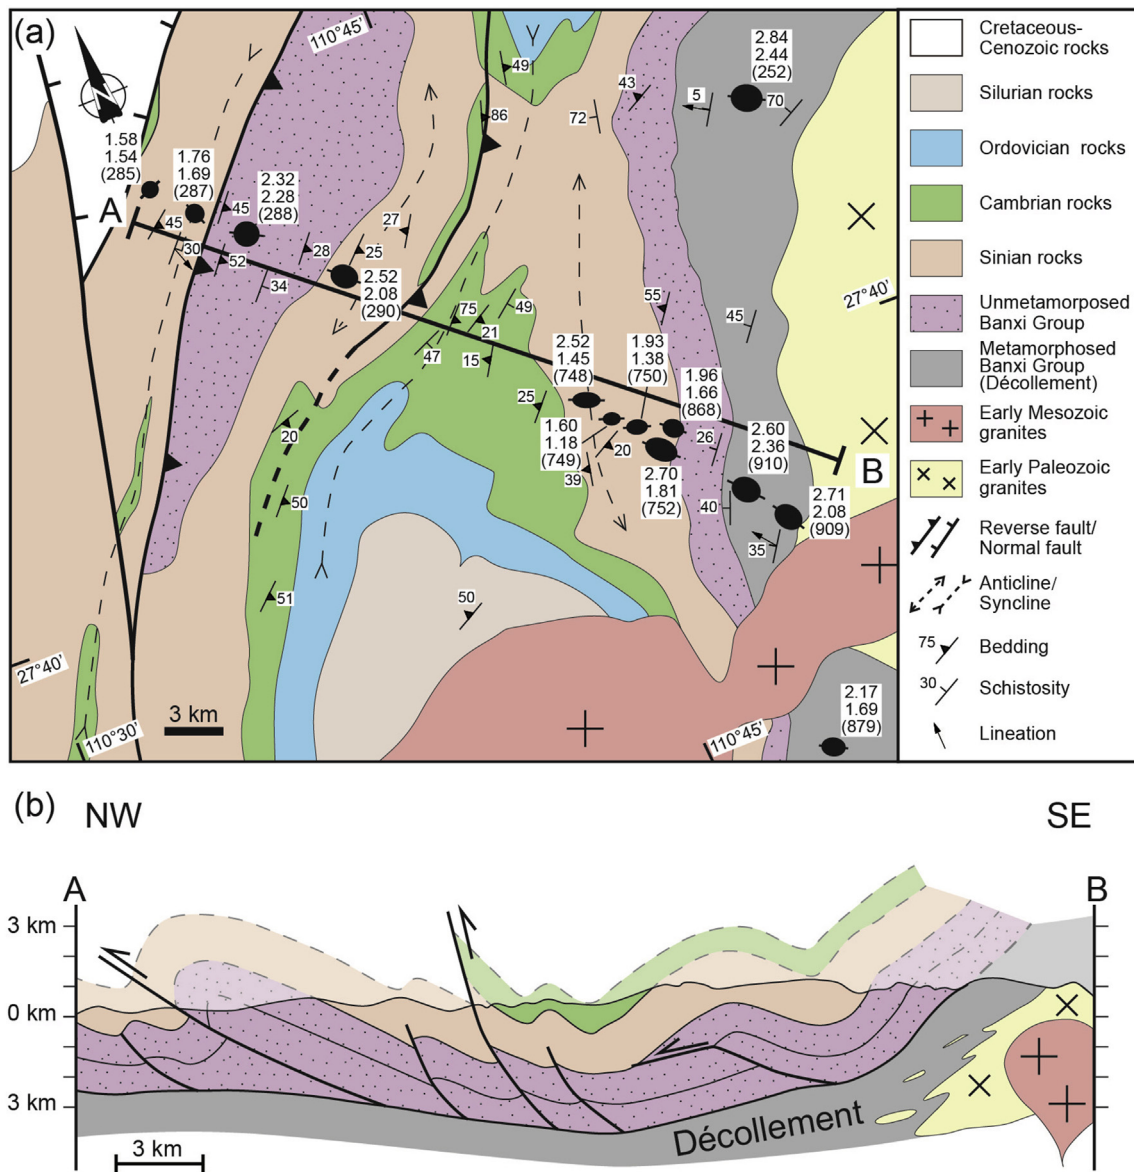 (a)
110°45'
49
43
2.84
2.44
(252)
5
70
86
72
1.58
1.54
(285)
1.76
1.69
(287)
2.32
2.28
(288)
A
45
45
30
52
28
34
27
25
2.52
2.08
(290)
75
49
21
47
15
55
45
27°40'
2.52
1.45
(748)
1.93
1.38
(750)
1.96
1.66
(868)
25
20
1.60
1.18
(749)
20
26
2.60
2.36
(910)
B
39
2.70
1.81
(752)
50
40
2.71
2.08
(909)
35
51
50
27°40'
3 km
110°30'
110°45'
2.17
1.69
(879)
Cretaceous-
Cenozoic rocks
Silurian rocks
Ordovician rocks
Cambrian rocks
Sinian rocks
Unmetamorposed
Banxi Group
Metamorphosed
Banxi Group
(Décollement)
Early Mesozoic
granites
Early Paleozoic
granites
Reverse fault/
Normal fault
Anticline/
Syncline
75
Bedding
30
Schistosity
Lineation
(b)
NW
SE
A
B
3 km
0 km
3 km
Décollement
3 km